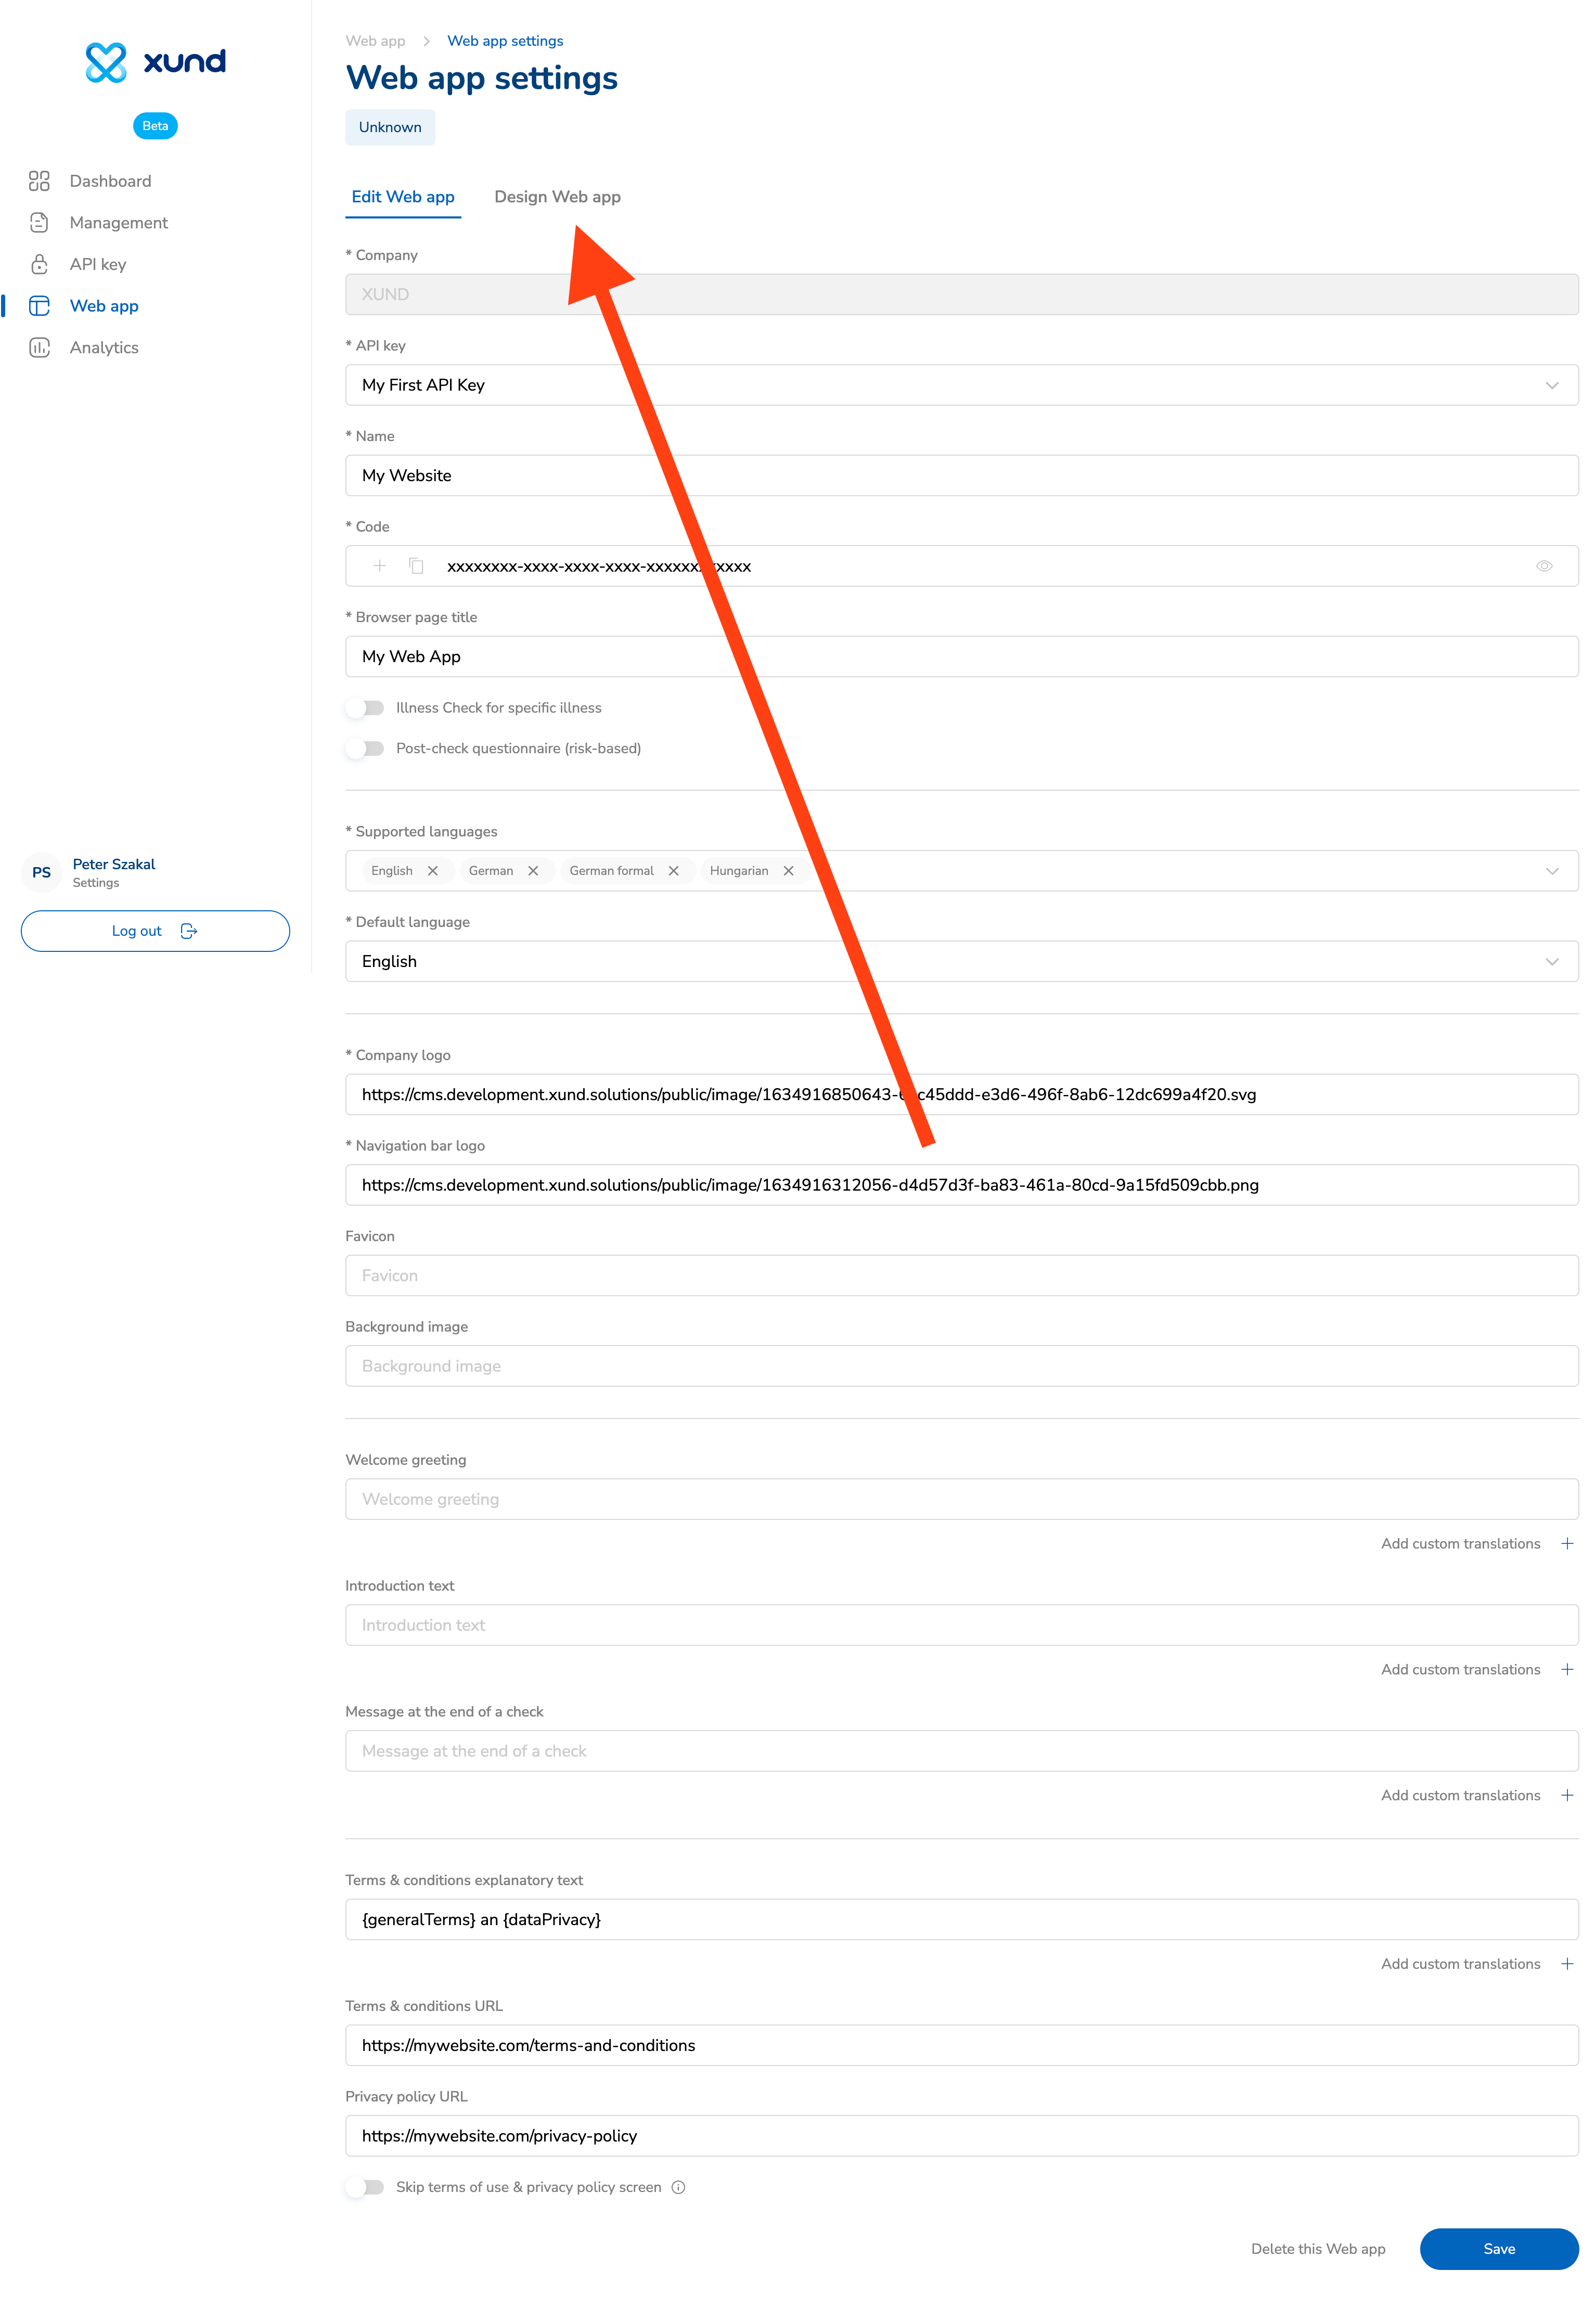 xund
Beta
Dashboard
Management
API key
Web app
Analytics
PS
Peter Szakal
Settings
Log out
Web app > Web app settings
Web app settings
Unknown
Edit Web app
Design Web app
* Company
XUND
* API key
My First API Key
* Name
My Website
* Code
xxxxxxxx-xxxx-xxxx-xxxx-xxxxxxxxxxxx
* Browser page title
My Web App
Illness Check for specific illness
Post-check questionnaire (risk-based)
* Supported languages
English
German
German formal
Hungarian
* Default language
English
* Company logo
https://cms.development.xund.solutions/public/image/1634916850643- c45ddd-e3d6-496f-8ab6-12dc699a4f20.svg
* Navigation bar logo
https://cms.development.xund.solutions/public/image/1634916312056-d4d57d3f-ba83-461a-80cd-9a15fd509cbb.png
Favicon
Favicon
Background image
Background image
Welcome greeting
Welcome greeting
Add custom translations +
Introduction text
Introduction text
Add custom translations +
Message at the end of a check
Message at the end of a check
Add custom translations +
Terms & conditions explanatory text
{generalTerms} an {dataPrivacy}
Add custom translations +
Terms & conditions URL
https://mywebsite.com/terms-and-conditions
Privacy policy URL
https://mywebsite.com/privacy-policy
Skip terms of use & privacy policy screen
Delete this Web app
Save